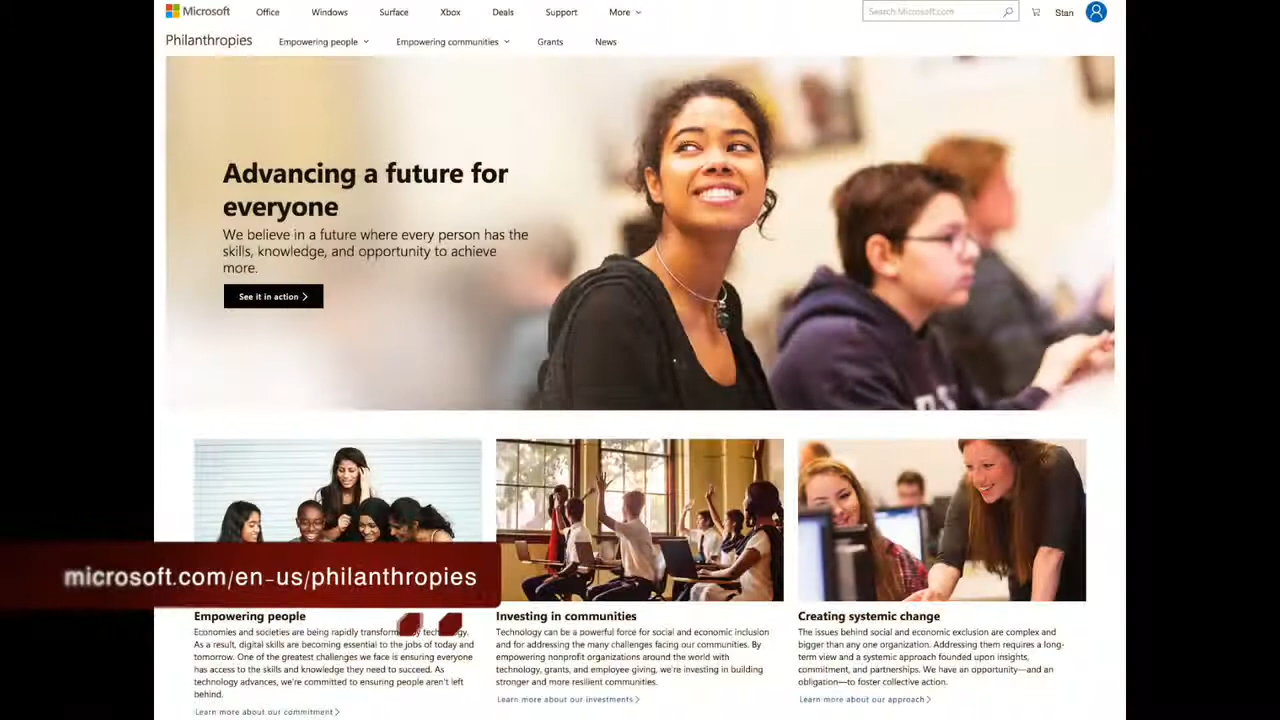 Microsoft Office Windows Surface Xbox Deals Support More Search Microsoft.com Stan
Philanthropies Empowering people Empowering communities Grants News
Advancing a future for
everyone
We believe in a future where every person has the
skills, knowledge, and opportunity to achieve
more.
See it in action
microsoft.com/en-us/philanthropies
Empowering people
Economies and societies are being rapidly transformed by technology.
As a result, digital skills are becoming essential to the jobs of today and
tomorrow. One of the greatest challenges we face is ensuring everyone
has access to the skills and knowledge they need to succeed. As
technology advances, we're committed to ensuring people aren't left
behind.
Learn more about our commitment
Investing in communities
Technology can be a powerful force for social and economic inclusion
and for addressing the many challenges facing our communities. By
empowering nonprofit organizations around the world with
technology, grants, and employee giving, we're investing in building
stronger and more resilient communities.
Learn more about our investments
Creating systemic change
The issues behind social and economic exclusion are complex and
bigger than any one organization. Addressing them requires a long-
term view and a systemic approach founded upon insights,
commitment, and partnerships. We have an opportunity—and an
obligation—to foster collective action.
Learn more about our approach